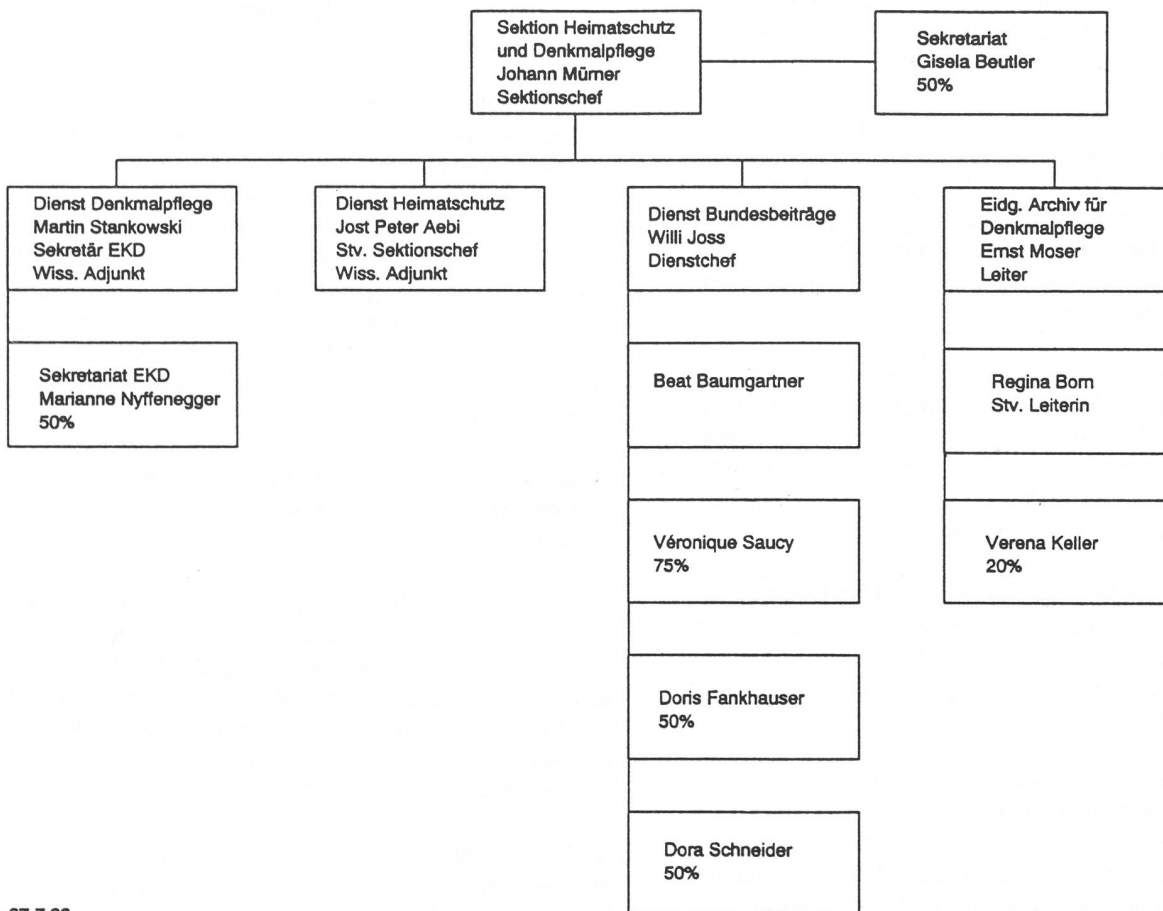 Sektion Heimatschutz
und Denkmalpflege
Johann Mürner
Sektionschef
Sekretariat
Gisela Beutler
50%
Dienst Denkmalpflege
Martin Stankowski
Sekretär EKD
Wiss. Adjunkt
Dienst Heimatschutz
Jost Peter Aebi
Stv. Sektionschef
Wiss. Adjunkt
Dienst Bundesbeiträge
Willi Joss
Dienstchef
Eidg. Archiv für
Denkmalpflege
Ernst Moser
Leiter
Sekretariat EKD
Marianne Nyffenegger
50%
Beat Baumgartner
Regina Born
Stv. Leiterin
Véronique Saucy
75%
Verena Keller
20%
Doris Fankhauser
50%
Dora Schneider
50%